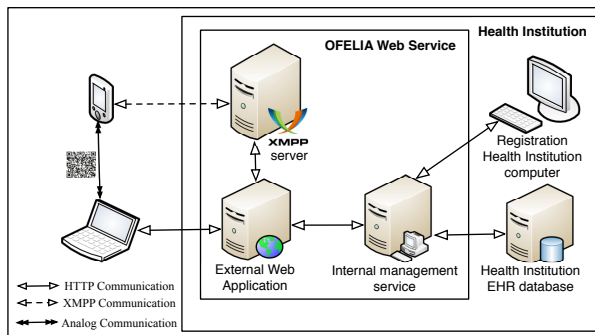 OFELIA Web Service
Health Institution
XMPP
server
Registration
Health Institution
computer
External Web
Application
Internal management
service
Health Institution
EHR database
HTTP Communication
XMPP Communication
Analog Communication